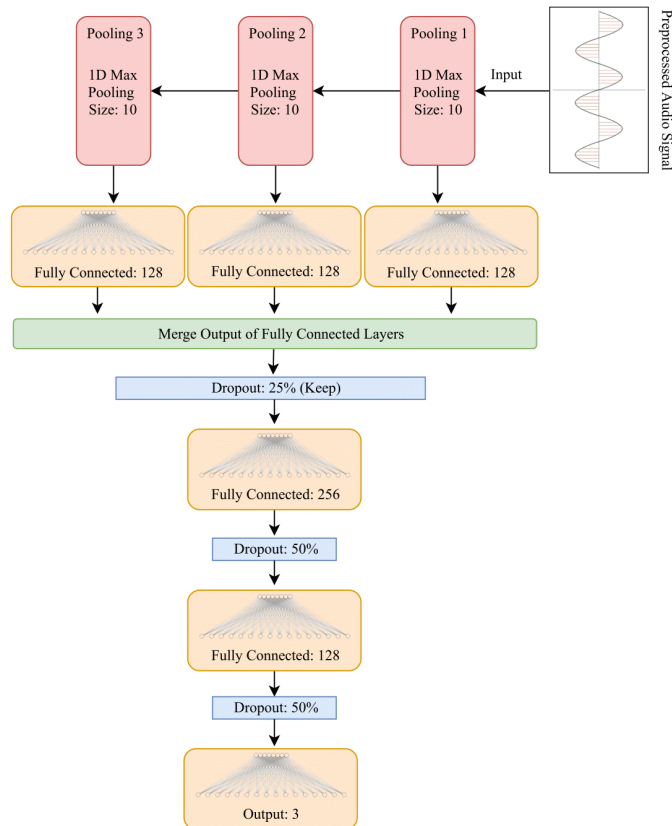 Pooling 3
1D Max
Pooling
Size: 10
Pooling 2
1D Max
Pooling
Size: 10
Pooling 1
1D Max
Pooling
Size: 10
Input
Preprocessed Audio Signal
Fully Connected: 128
Fully Connected: 128
Fully Connected: 128
Merge Output of Fully Connected Layers
Dropout: 25% (Keep)
Fully Connected: 256
Dropout: 50%
Fully Connected: 128
Dropout: 50%
Output: 3